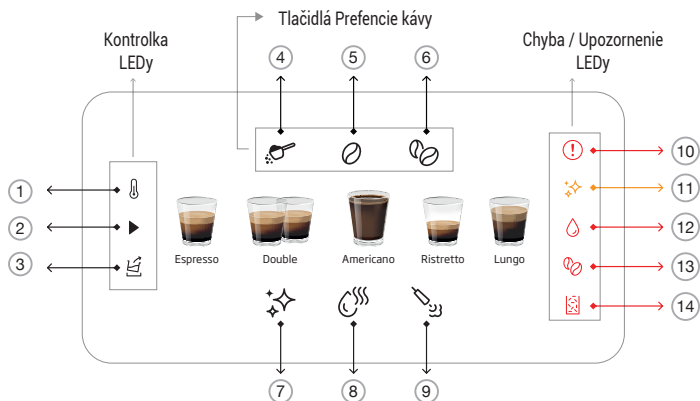 Tlačidlá Prefencie kávy
Kontrolka
LEDy
Chyba / Upozornenie
LEDy
4
5
6
1
2
3
10
11
12
13
14
Espresso
Double
Americano
Ristretto
Lungo
7
8
9